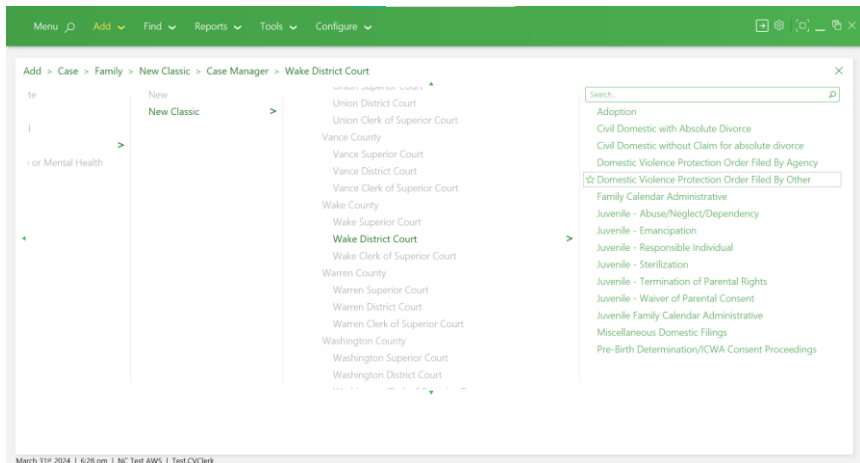 Menu Add Find Reports Tools Configure
Add > Case > Family > New Classic > Case Manager > Wake District Court
te
or Mental Health
>
New
New Classic >
Union Superior Court
Union District Court
Union Clerk of Superior Court
Vance County
Vance Superior Court
Vance District Court
Vance Clerk of Superior Court
Wake County
Wake Superior Court
Wake District Court >
Wake Clerk of Superior Court
Warren County
Warren Superior Court
Warren District Court
Warren Clerk of Superior Court
Washington County
Washington Superior Court
Washington District Court
Search...
Adoption
Civil Domestic with Absolute Divorce
Civil Domestic without Claim for absolute divorce
Domestic Violence Protection Order Filed By Agency
Domestic Violence Protection Order Filed By Other
Family Calendar Administrative
Juvenile - Abuse/Neglect/Dependency
Juvenile - Emancipation
Juvenile - Responsible Individual
Juvenile - Sterilization
Juvenile - Termination of Parental Rights
Juvenile - Waiver of Parental Consent
Juvenile Family Calendar Administrative
Miscellaneous Domestic Filings
Pre-Birth Determination/ICWA Consent Proceedings
March 31st 2024 | 6:28 pm | NC Test AWS | Test.CVClerk